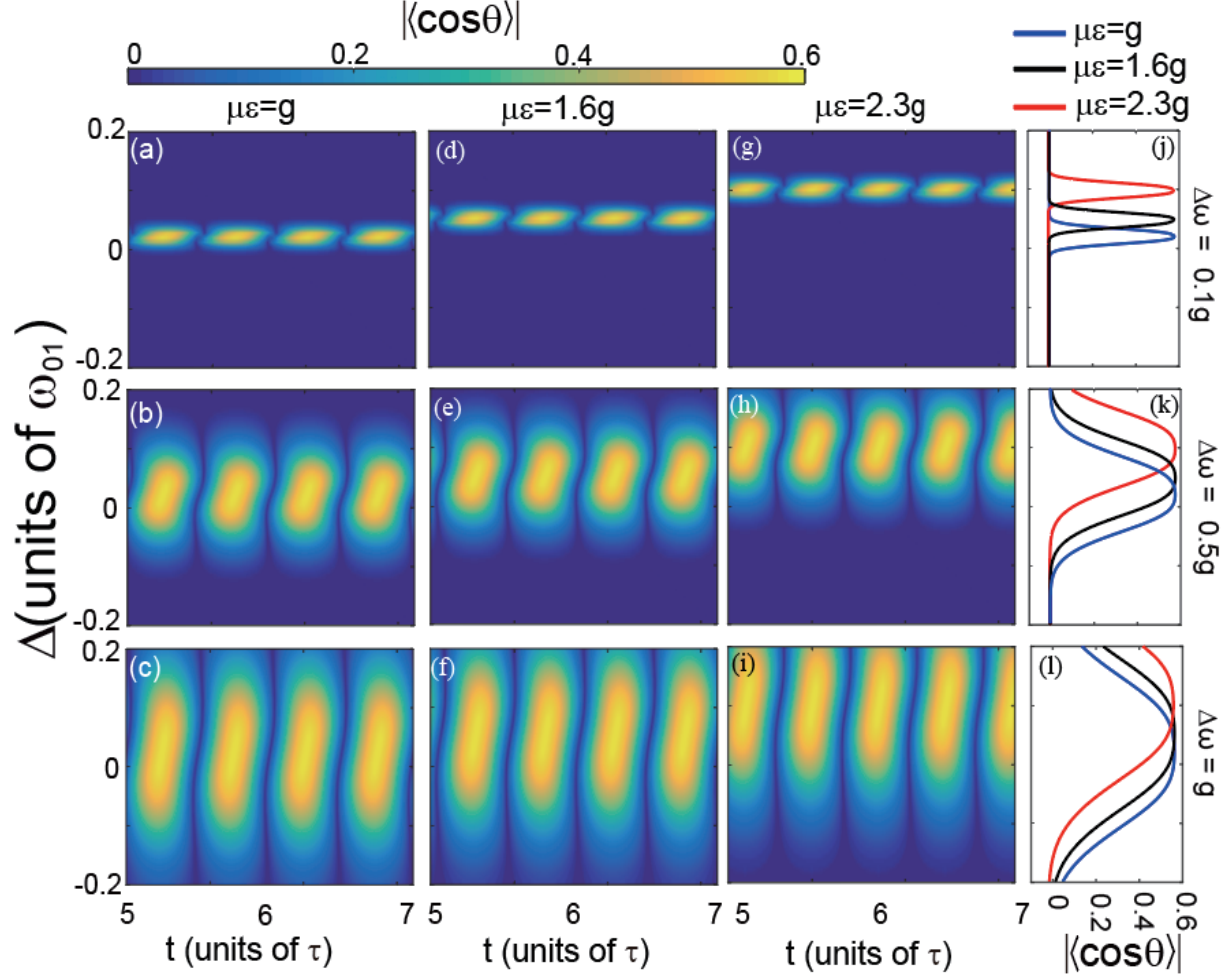 |⟨cosθ⟩|
0 0.2 0.4 0.6
με=g
με=1.6g
με=2.3g
με=g με=1.6g με=2.3g
Δ(units of ω01)
0.2
0
-0.2
(a) (d) (g) (j)
Δω = 0.1g
0.2
0
-0.2
(b) (e) (h) (k)
Δω = 0.5g
0.2
0
-0.2
(c) (f) (i) (l)
Δω = g
5 6 7 5 6 7 5 6 7
0 0.2 0.4 0.6
t (units of τ) t (units of τ) t (units of τ)
|⟨cosθ⟩|